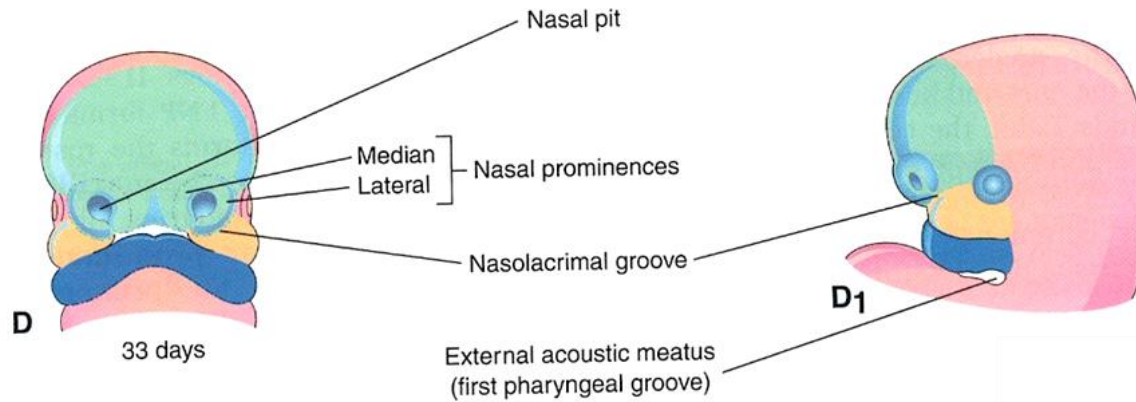 Nasal pit
Median
Lateral
Nasal prominences
Nasolacrimal groove
D
33 days
D1
External acoustic meatus
(first pharyngeal groove)